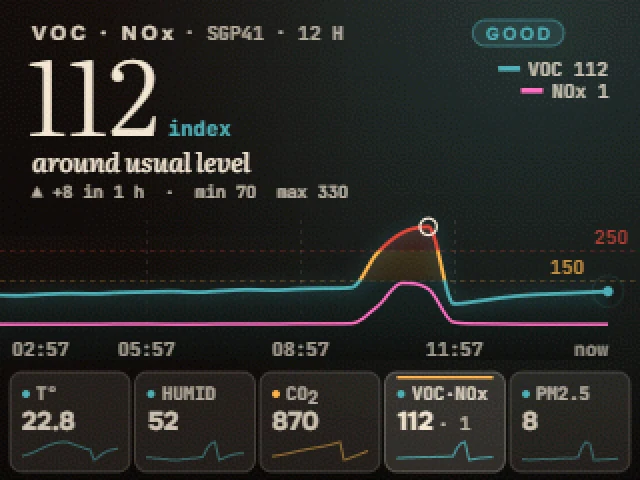 VOC · NOx · SGP41 · 12 H
GOOD
112 index
VOC 112
NOx 1
around usual level
▲ +8 in 1 h · min 70 max 330
250
150
02:57 05:57 08:57 11:57 now
T° HUMID CO2 VOC·NOx PM2.5
22.8 52 870 112 · 1 8